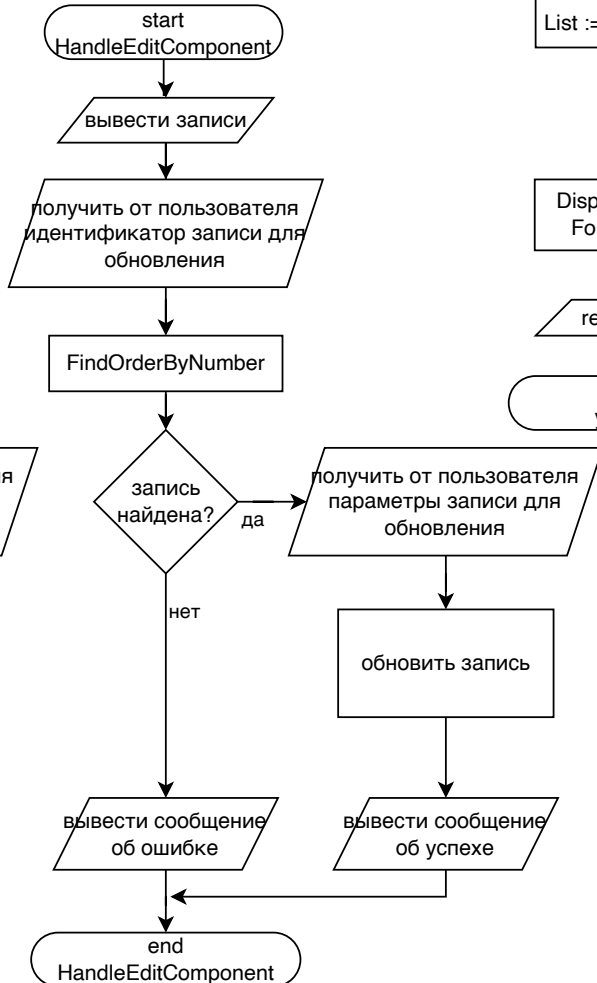 start
HandleEditComponent
List :=
вывести записи
получить от пользователя
идентификатор записи для
обновления
Disp
Fo
FindOrderByNumber
re
я
запись
найдена?
да
получить от пользователя
параметры записи для
обновления
нет
обновить запись
вывести сообщение
об ошибке
вывести сообщение
об успехе
end
HandleEditComponent